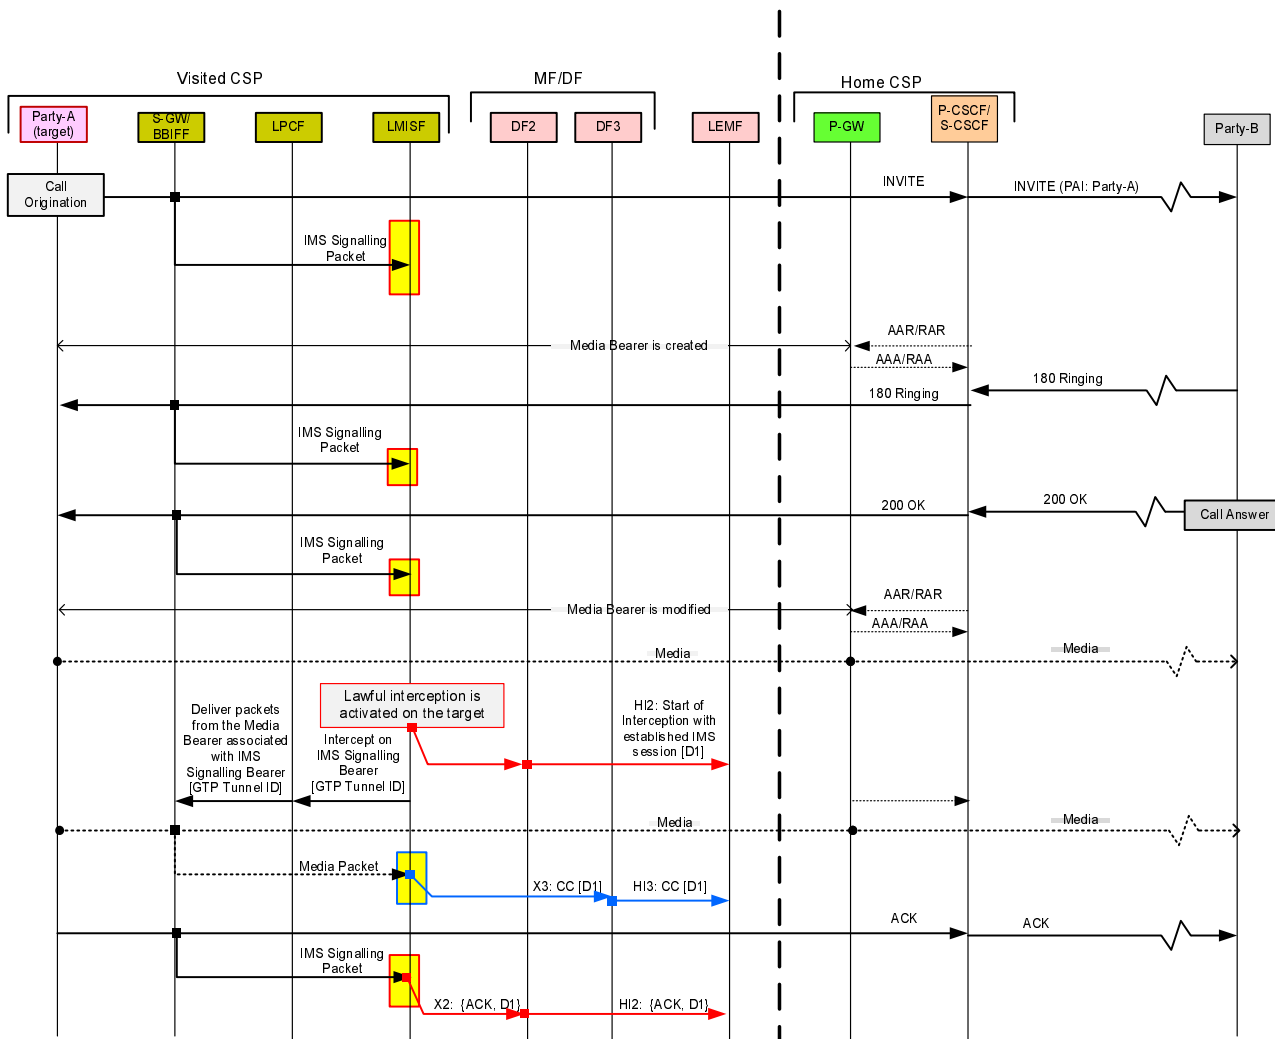 Visited CSP
MF/DF
Home CSP
Party-A
(target)
S-GW/
BBIFF
LPCF
LMISF
DF2
DF3
LEMF
P-GW
P-CSCF/
S-CSCF
Party-B
Call
Origination
INVITE
INVITE (PAI: Party-A)
IMS Signalling
Packet
AAR/RAR
Media Bearer is created
AAA/RAA
180 Ringing
180 Ringing
IMS Signalling
Packet
200 OK
200 OK
Call Answer
IMS Signalling
Packet
AAR/RAR
Media Bearer is modified
AAA/RAA
Media
Media
Lawful interception is
activated on the target
Deliver packets
from the Media
Bearer associated
with IMS
Signalling Bearer
[GTP Tunnel ID]
Intercept on
IMS Signalling
Bearer
[GTP Tunnel ID]
HI2: Start of
Interception with
established IMS
session [D1]
Media
Media
Media Packet
X3: CC [D1]
HI3: CC [D1]
ACK
ACK
IMS Signalling
Packet
X2: {ACK, D1}
HI2: {ACK, D1}